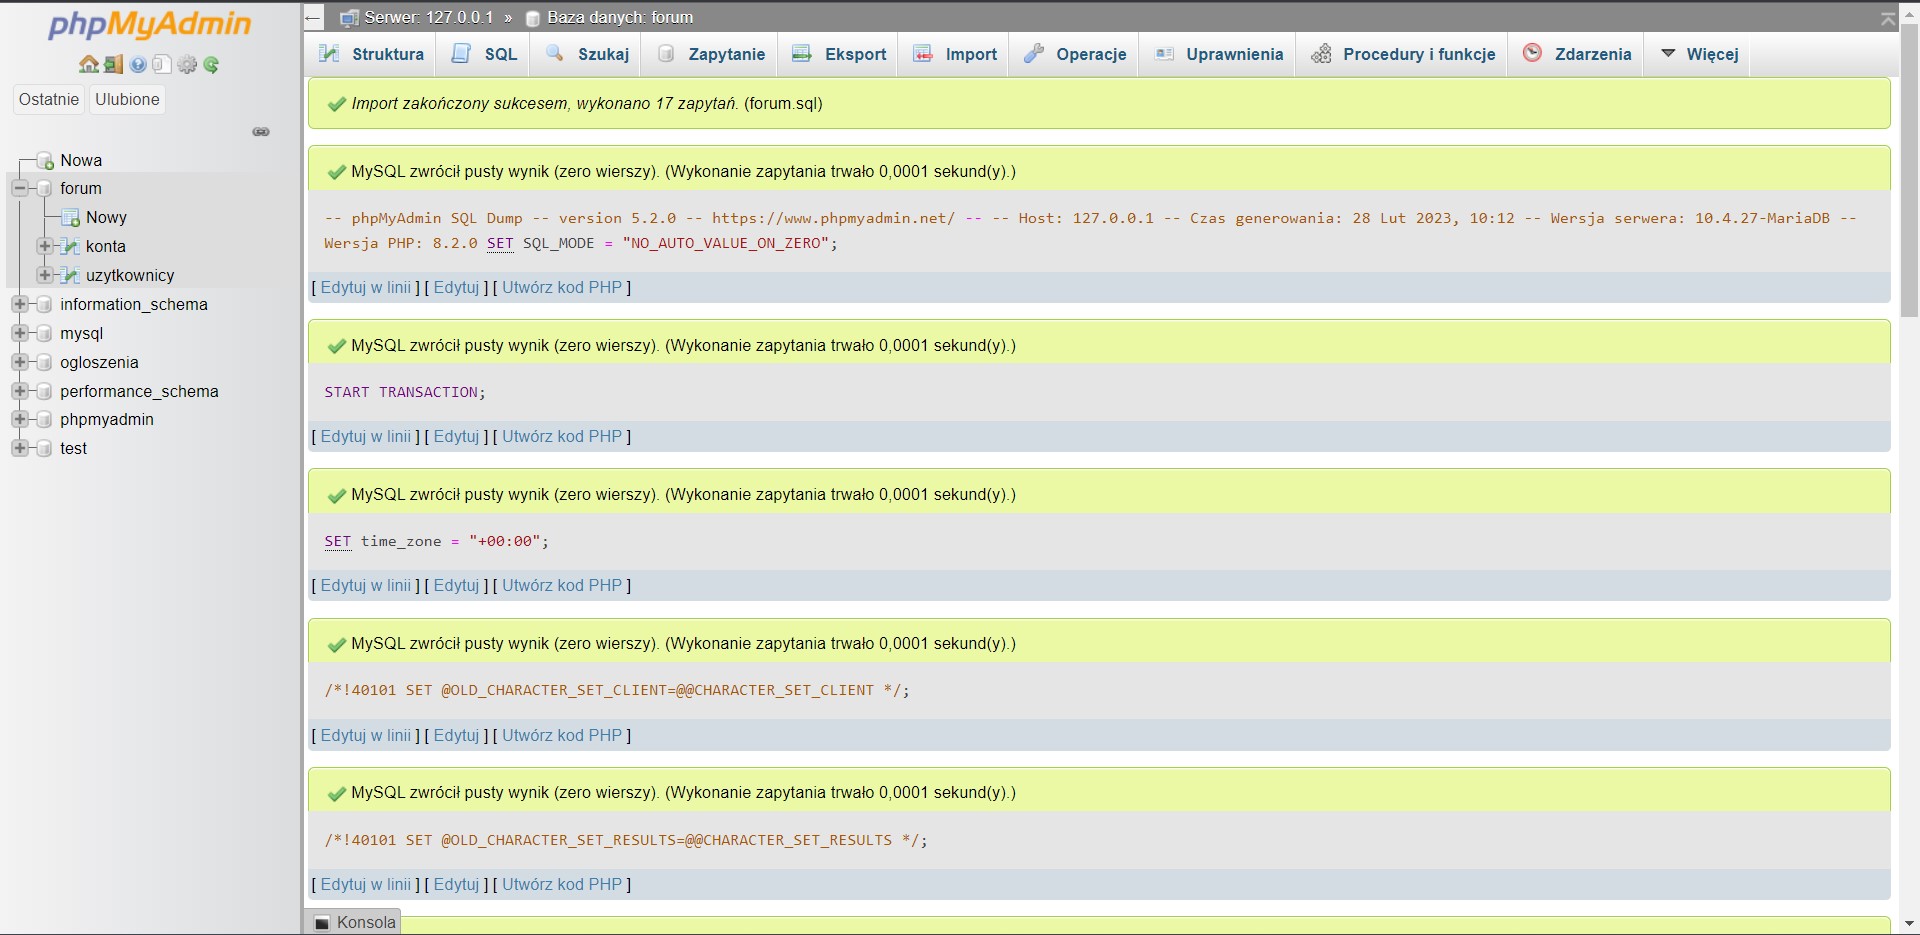 phpMyAdmin
Ostatnie Ulubione
Nowa
forum
Nowy
konta
uzytkownicy
information_schema
mysql
ogloszenia
performance_schema
phpmyadmin
test
← Serwer: 127.0.0.1 » Baza danych: forum
Struktura SQL Szukaj Zapytanie Eksport Import Operacje Uprawnienia Procedury i funkcje Zdarzenia Więcej
Import zakończony sukcesem, wykonano 17 zapytań. (forum.sql)
MySQL zwrócił pusty wynik (zero wierszy). (Wykonanie zapytania trwało 0,0001 sekund(y).)
-- phpMyAdmin SQL Dump -- version 5.2.0 -- https://www.phpmyadmin.net/ -- -- Host: 127.0.0.1 -- Czas generowania: 28 Lut 2023, 10:12 -- Wersja serwera: 10.4.27-MariaDB --
Wersja PHP: 8.2.0 SET SQL_MODE = "NO_AUTO_VALUE_ON_ZERO";
[ Edytuj w linii ] [ Edytuj ] [ Utwórz kod PHP ]
MySQL zwrócił pusty wynik (zero wierszy). (Wykonanie zapytania trwało 0,0001 sekund(y).)
START TRANSACTION;
[ Edytuj w linii ] [ Edytuj ] [ Utwórz kod PHP ]
MySQL zwrócił pusty wynik (zero wierszy). (Wykonanie zapytania trwało 0,0001 sekund(y).)
SET time_zone = "+00:00";
[ Edytuj w linii ] [ Edytuj ] [ Utwórz kod PHP ]
MySQL zwrócił pusty wynik (zero wierszy). (Wykonanie zapytania trwało 0,0001 sekund(y).)
/*!40101 SET @OLD_CHARACTER_SET_CLIENT=@@CHARACTER_SET_CLIENT */;
[ Edytuj w linii ] [ Edytuj ] [ Utwórz kod PHP ]
MySQL zwrócił pusty wynik (zero wierszy). (Wykonanie zapytania trwało 0,0001 sekund(y).)
/*!40101 SET @OLD_CHARACTER_SET_RESULTS=@@CHARACTER_SET_RESULTS */;
[ Edytuj w linii ] [ Edytuj ] [ Utwórz kod PHP ]
Konsola